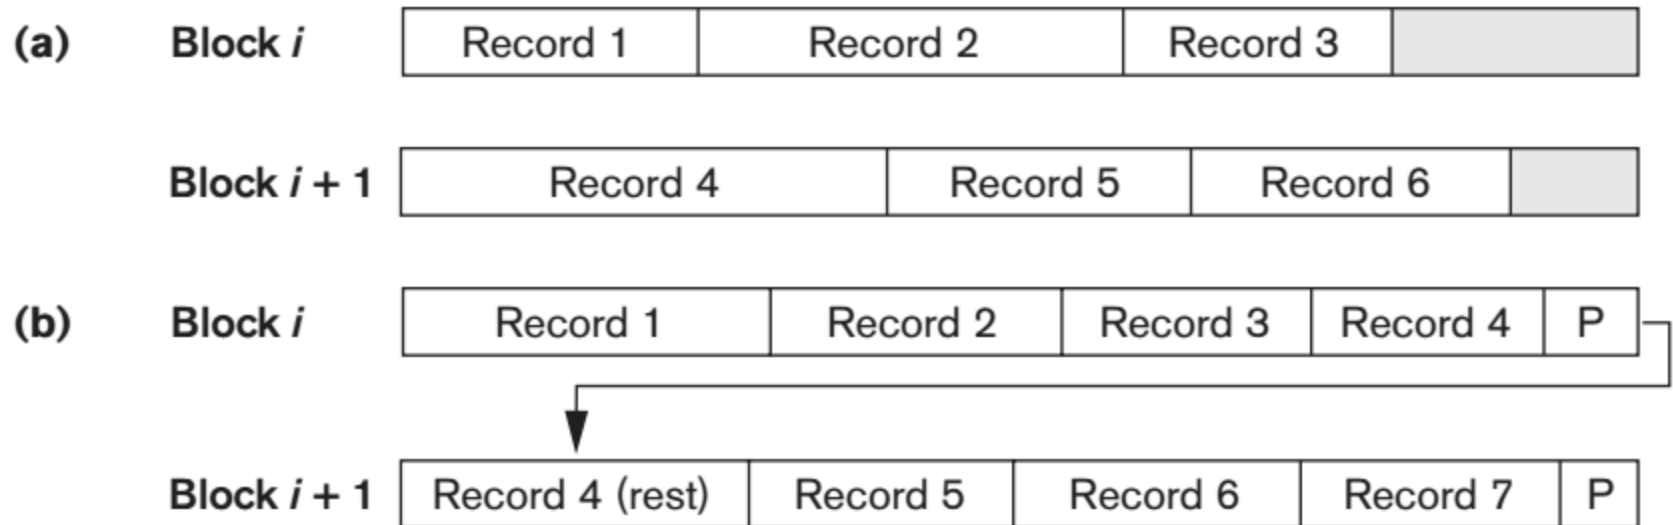 (a) Block i Record 1 Record 2 Record 3
Block i + 1 Record 4 Record 5 Record 6
(b) Block i Record 1 Record 2 Record 3 Record 4 P
Block i + 1 Record 4 (rest) Record 5 Record 6 Record 7 P